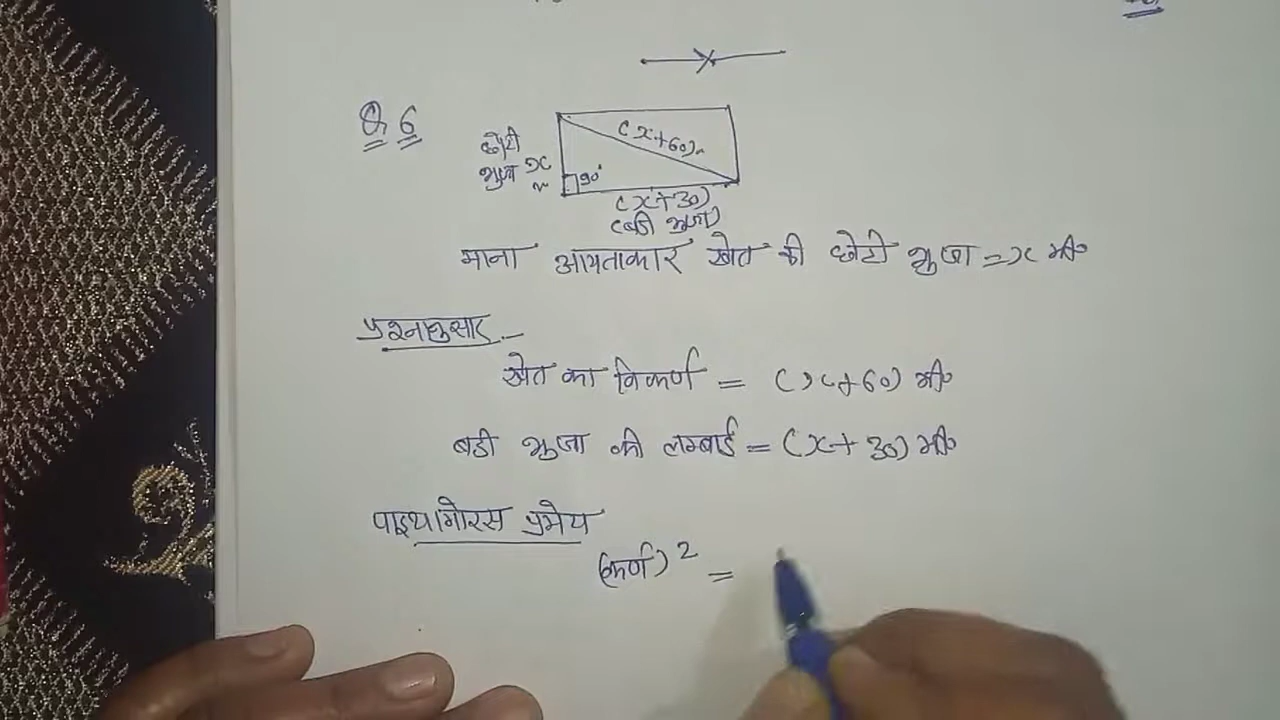 Q 6
(x+60)m
छोटी
भुजा x
m
90°
(x+30)
(बडी भुजा)
माना आयताकार खेत की छोटी भुजा = x मी०
प्रश्नानुसार :-
खेत का विकर्ण = (x+60) मी०
बडी भुजा की लम्बाई = (x+30) मी०
पाइथागोरस प्रमेय
(कर्ण)² =